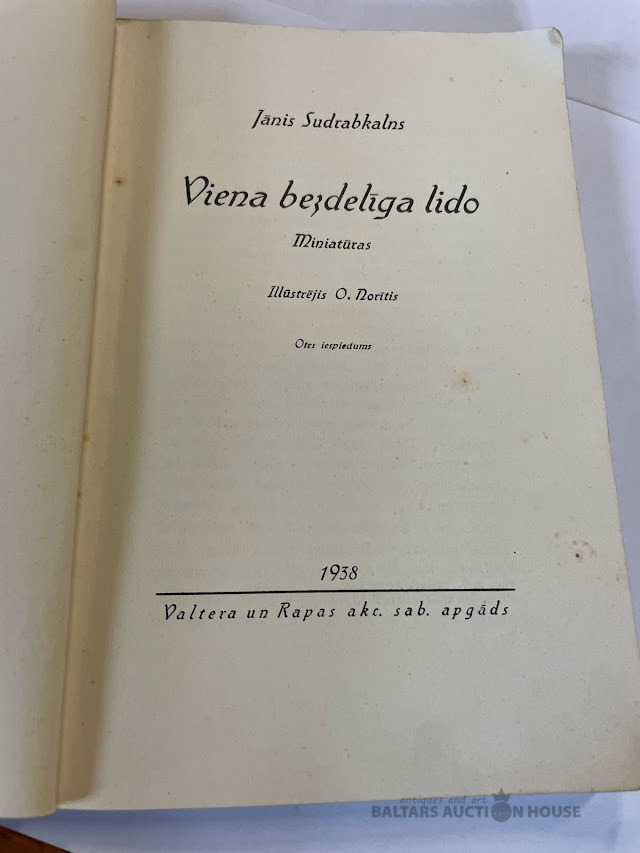 Jānis Sudrabkalns
Viena bezdelīga lido
Miniatūras
Illūstrējis O. Norītis
Otrs iespiedums
1938
Valtera un Rapas akc. sab. apgāds
antiques and art
BALTARS AUCTION HOUSE